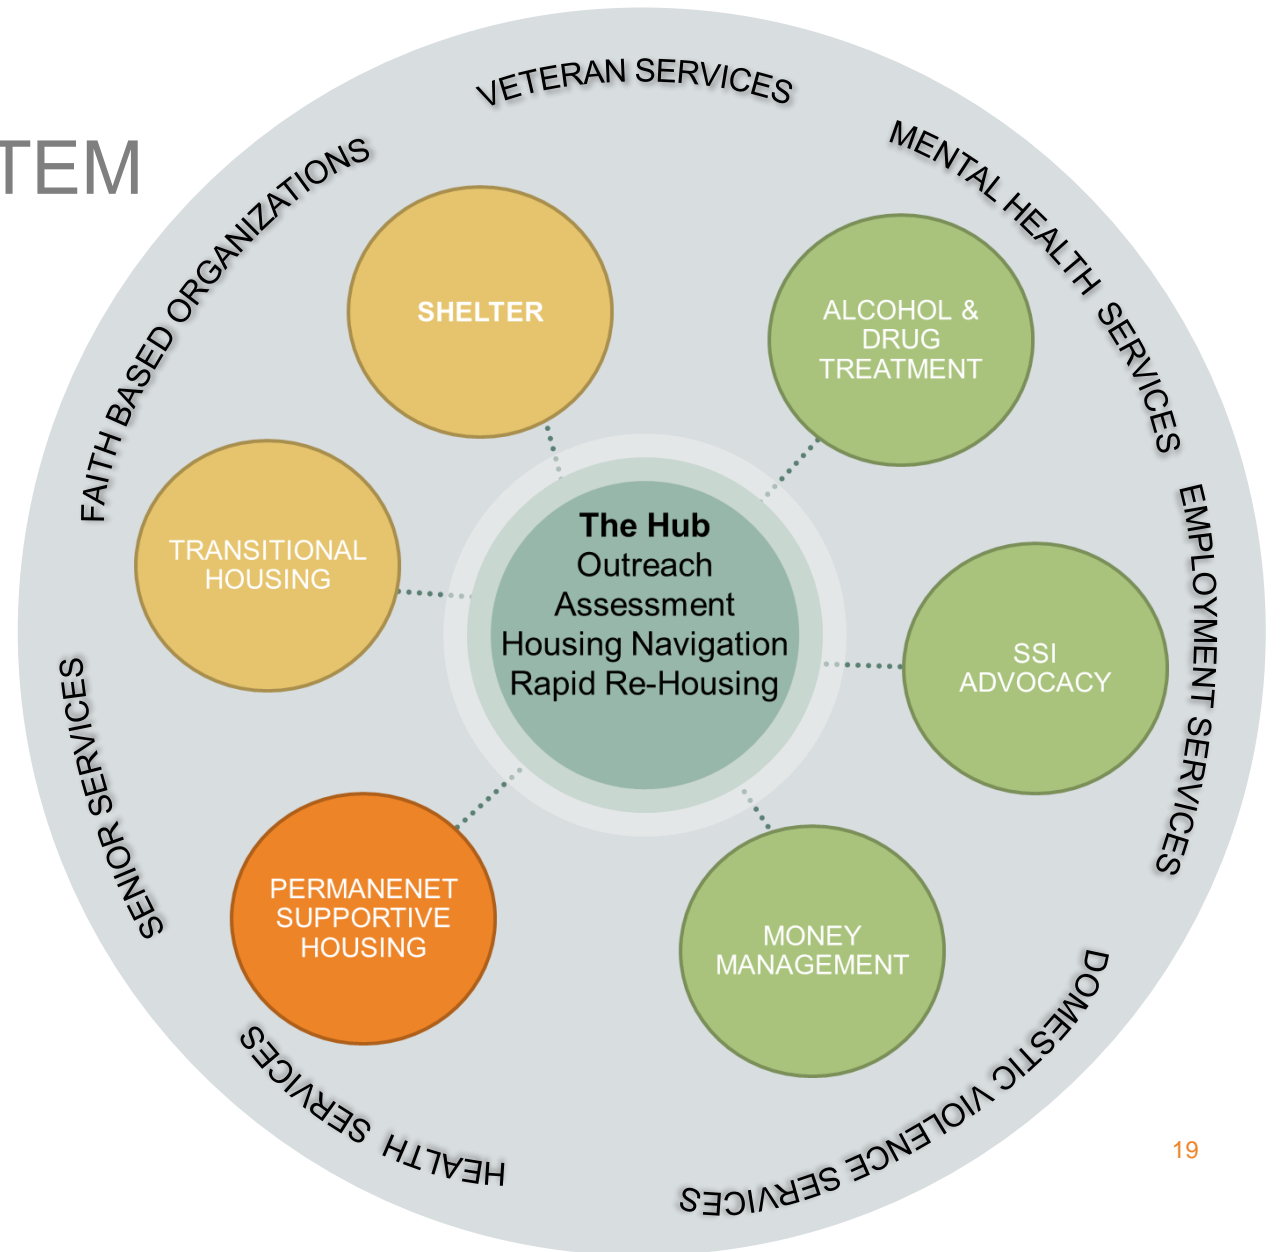 TEM
VETERAN SERVICES
MENTAL HEALTH SERVICES
EMPLOYMENT SERVICES
DOMESTIC VIOLENCE SERVICES
HEALTH SERVICES
SENIOR SERVICES
FAITH BASED ORGANIZATIONS
SHELTER
ALCOHOL &
DRUG
TREATMENT
TRANSITIONAL
HOUSING
The Hub
Outreach
Assessment
Housing Navigation
Rapid Re-Housing
SSI
ADVOCACY
PERMANENET
SUPPORTIVE
HOUSING
MONEY
MANAGEMENT
19